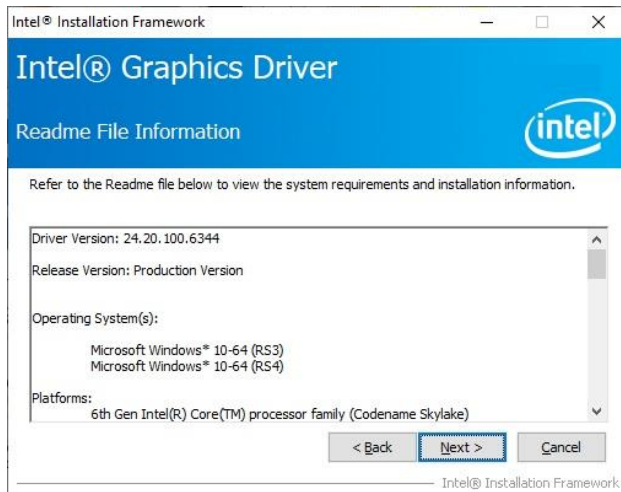 Intel® Installation Framework
Intel® Graphics Driver
Readme File Information
intel
Refer to the Readme file below to view the system requirements and installation information.
Driver Version: 24.20.100.6344
Release Version: Production Version
Operating System(s):
Microsoft Windows* 10-64 (RS3)
Microsoft Windows* 10-64 (RS4)
Platforms:
6th Gen Intel(R) Core(TM) processor family (Codename Skylake)
< Back Next > Cancel
Intel® Installation Framework